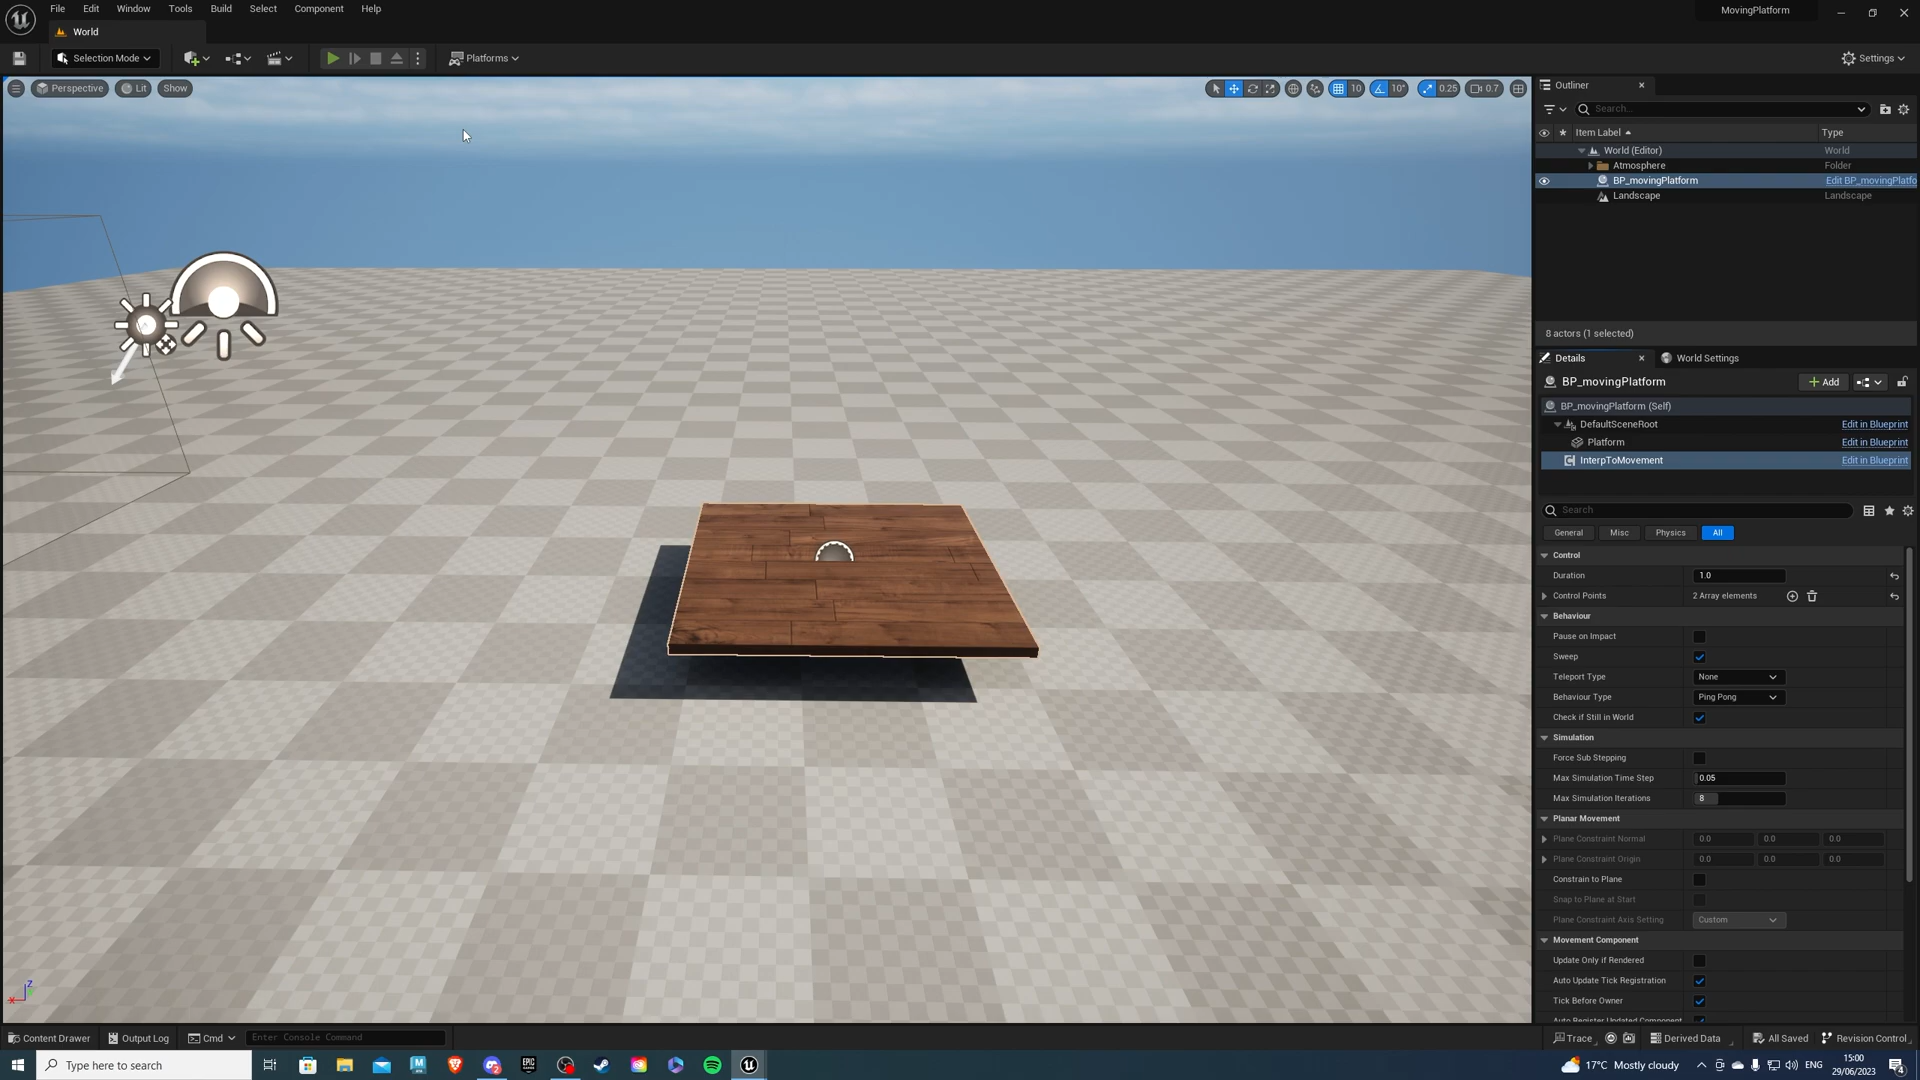 File Edit Window Tools Build Select Component Help
MovingPlatform
World
Selection Mode
Platforms
Settings
Perspective Lit Show
10 10° 0.25 0.7
Outliner
Search...
Item Label Type
World (Editor) World
Atmosphere Folder
BP_movingPlatform Edit BP_movingPlatfo
Landscape Landscape
8 actors (1 selected)
Details World Settings
BP_movingPlatform Add
BP_movingPlatform (Self)
DefaultSceneRoot Edit in Blueprint
Platform Edit in Blueprint
InterpToMovement Edit in Blueprint
Search
General Misc Physics All
Control
Duration 1.0
Control Points 2 Array elements
Behaviour
Pause on Impact
Sweep
Teleport Type None
Behaviour Type Ping Pong
Check if Still in World
Simulation
Force Sub Stepping
Max Simulation Time Step 0.05
Max Simulation Iterations 8
Planar Movement
Plane Constraint Normal 0.0 0.0 0.0
Plane Constraint Origin 0.0 0.0 0.0
Constrain to Plane
Snap to Plane at Start
Plane Constraint Axis Setting Custom
Movement Component
Update Only if Rendered
Auto Update Tick Registration
Tick Before Owner
Auto Register Updated Component
Z
X
Content Drawer Output Log Cmd Enter Console Command
Trace Derived Data All Saved Revision Control
Type here to search
17°C Mostly cloudy
ENG
15:00
29/06/2023
4